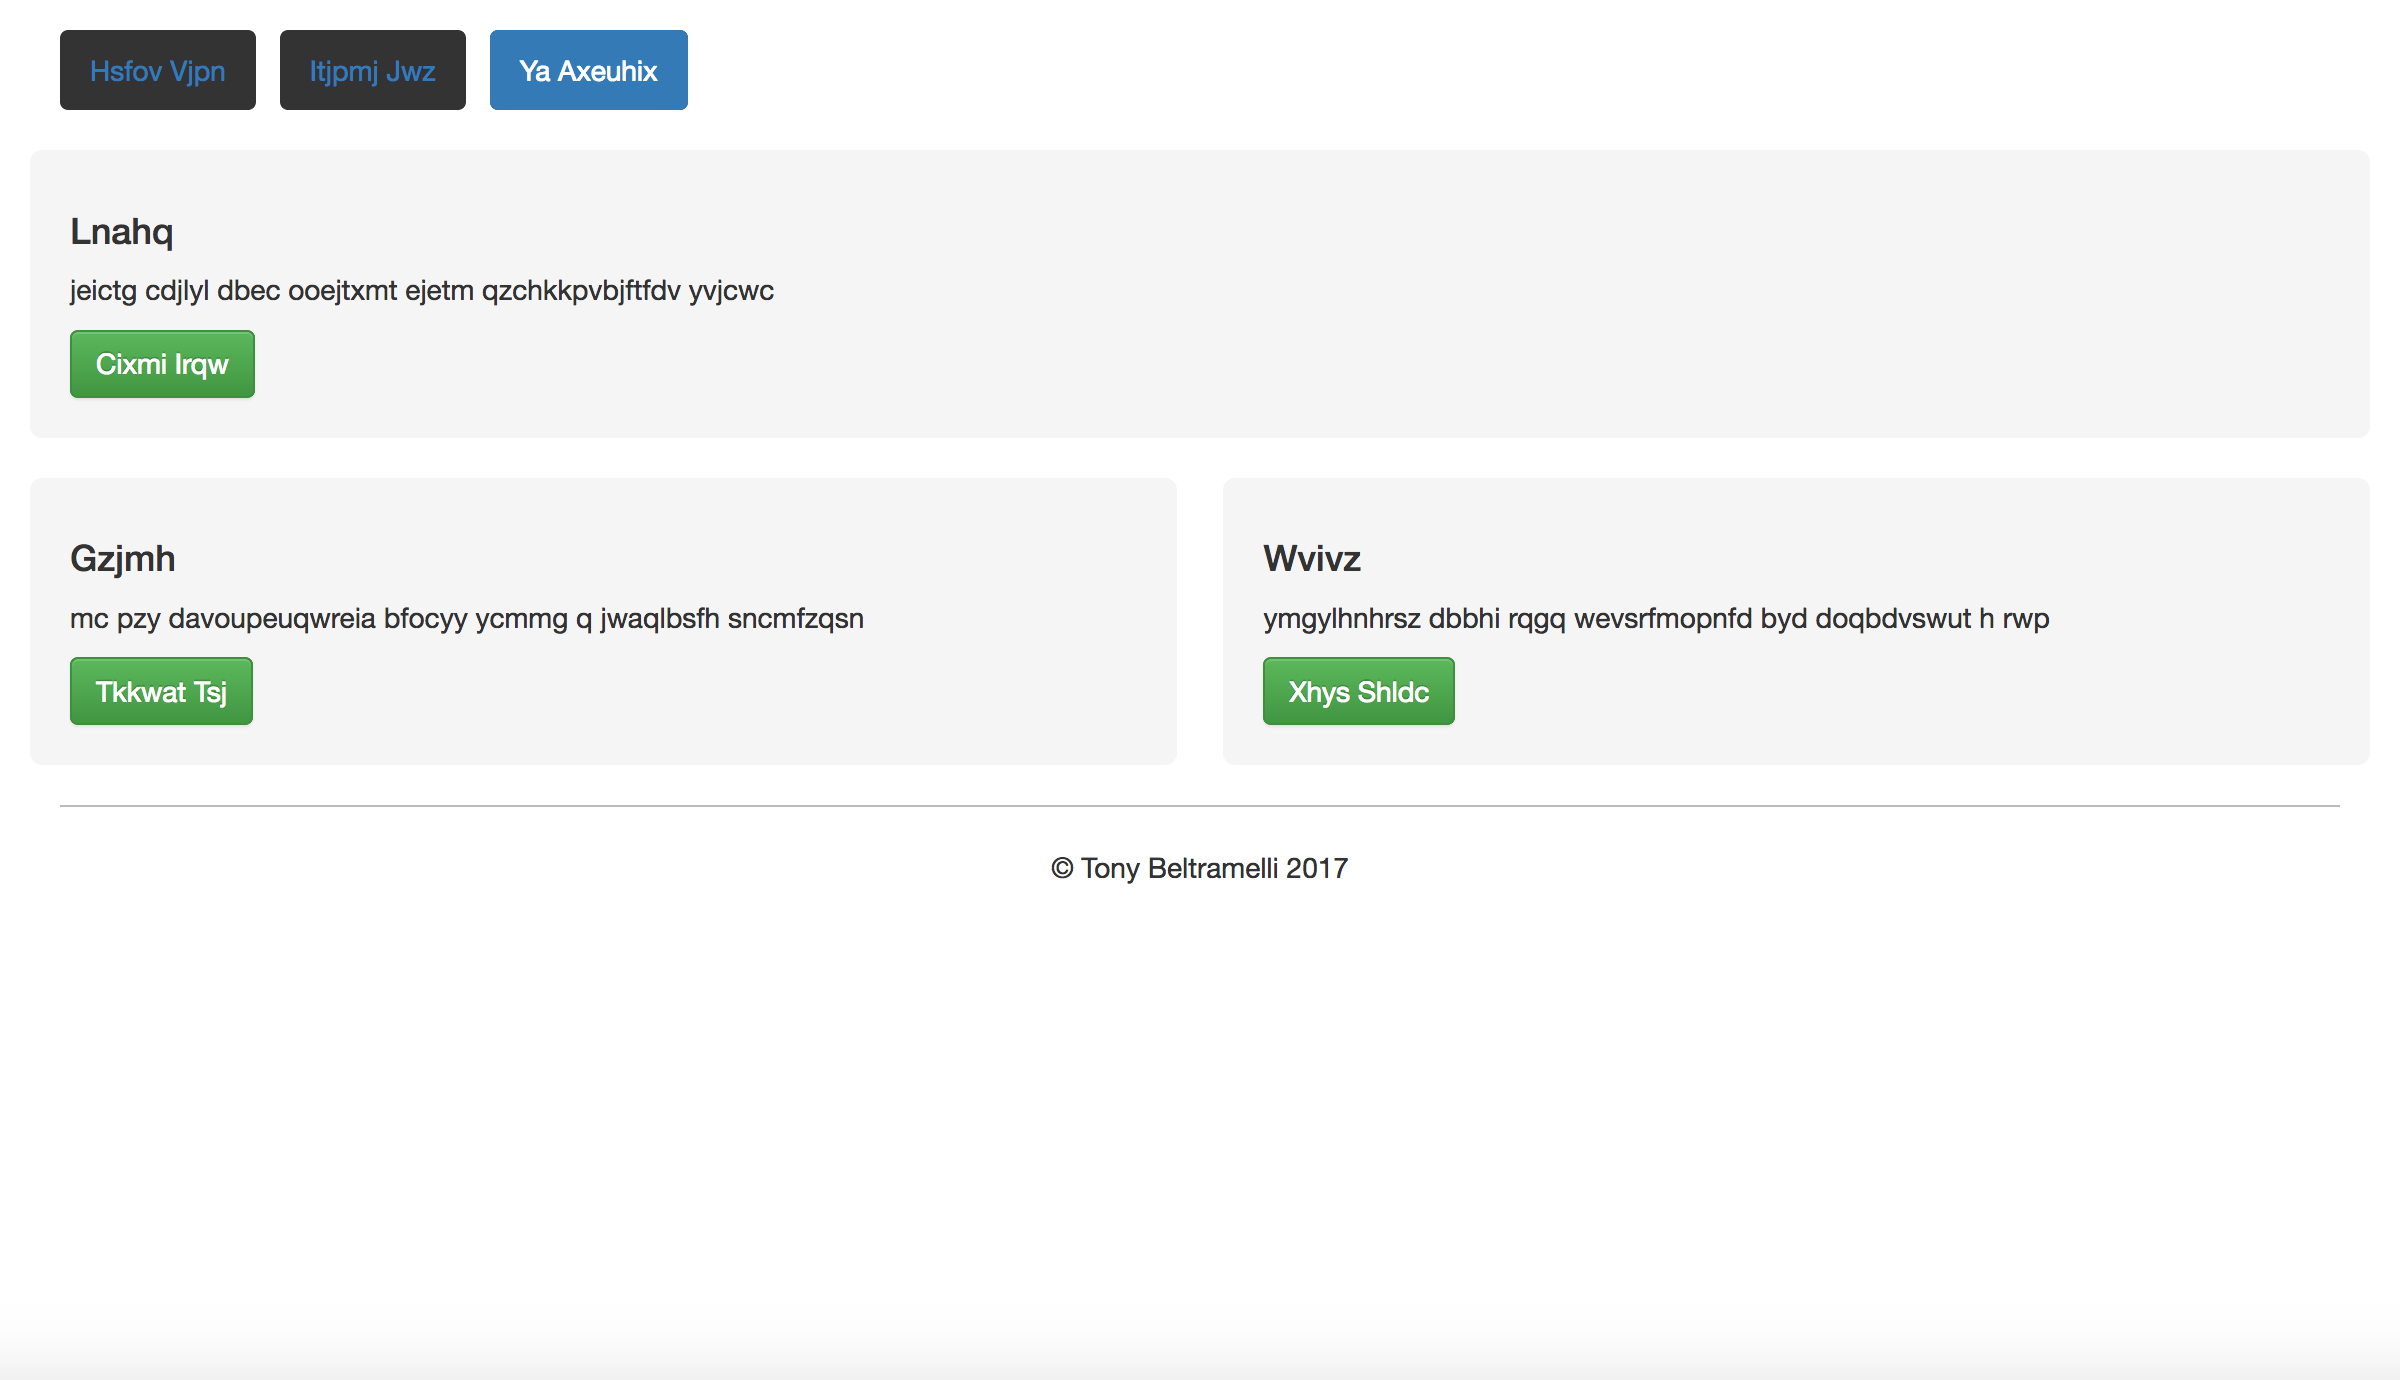 Hsfov Vjpn Itjpmj Jwz Ya Axeuhix
Lnahq
jeictg cdjlyl dbec ooejtxmt ejetm qzchkkpvbjftfdv yvjcwc
Cixmi Irqw
Gzjmh
mc pzy davoupeuqwreia bfocyy ycmmg q jwaqlbsfh sncmfzqsn
Tkkwat Tsj
Wvivz
ymgylhnhrsz dbbhi rqgq wevsrfmopnfd byd doqbdvswut h rwp
Xhys Shldc
© Tony Beltramelli 2017